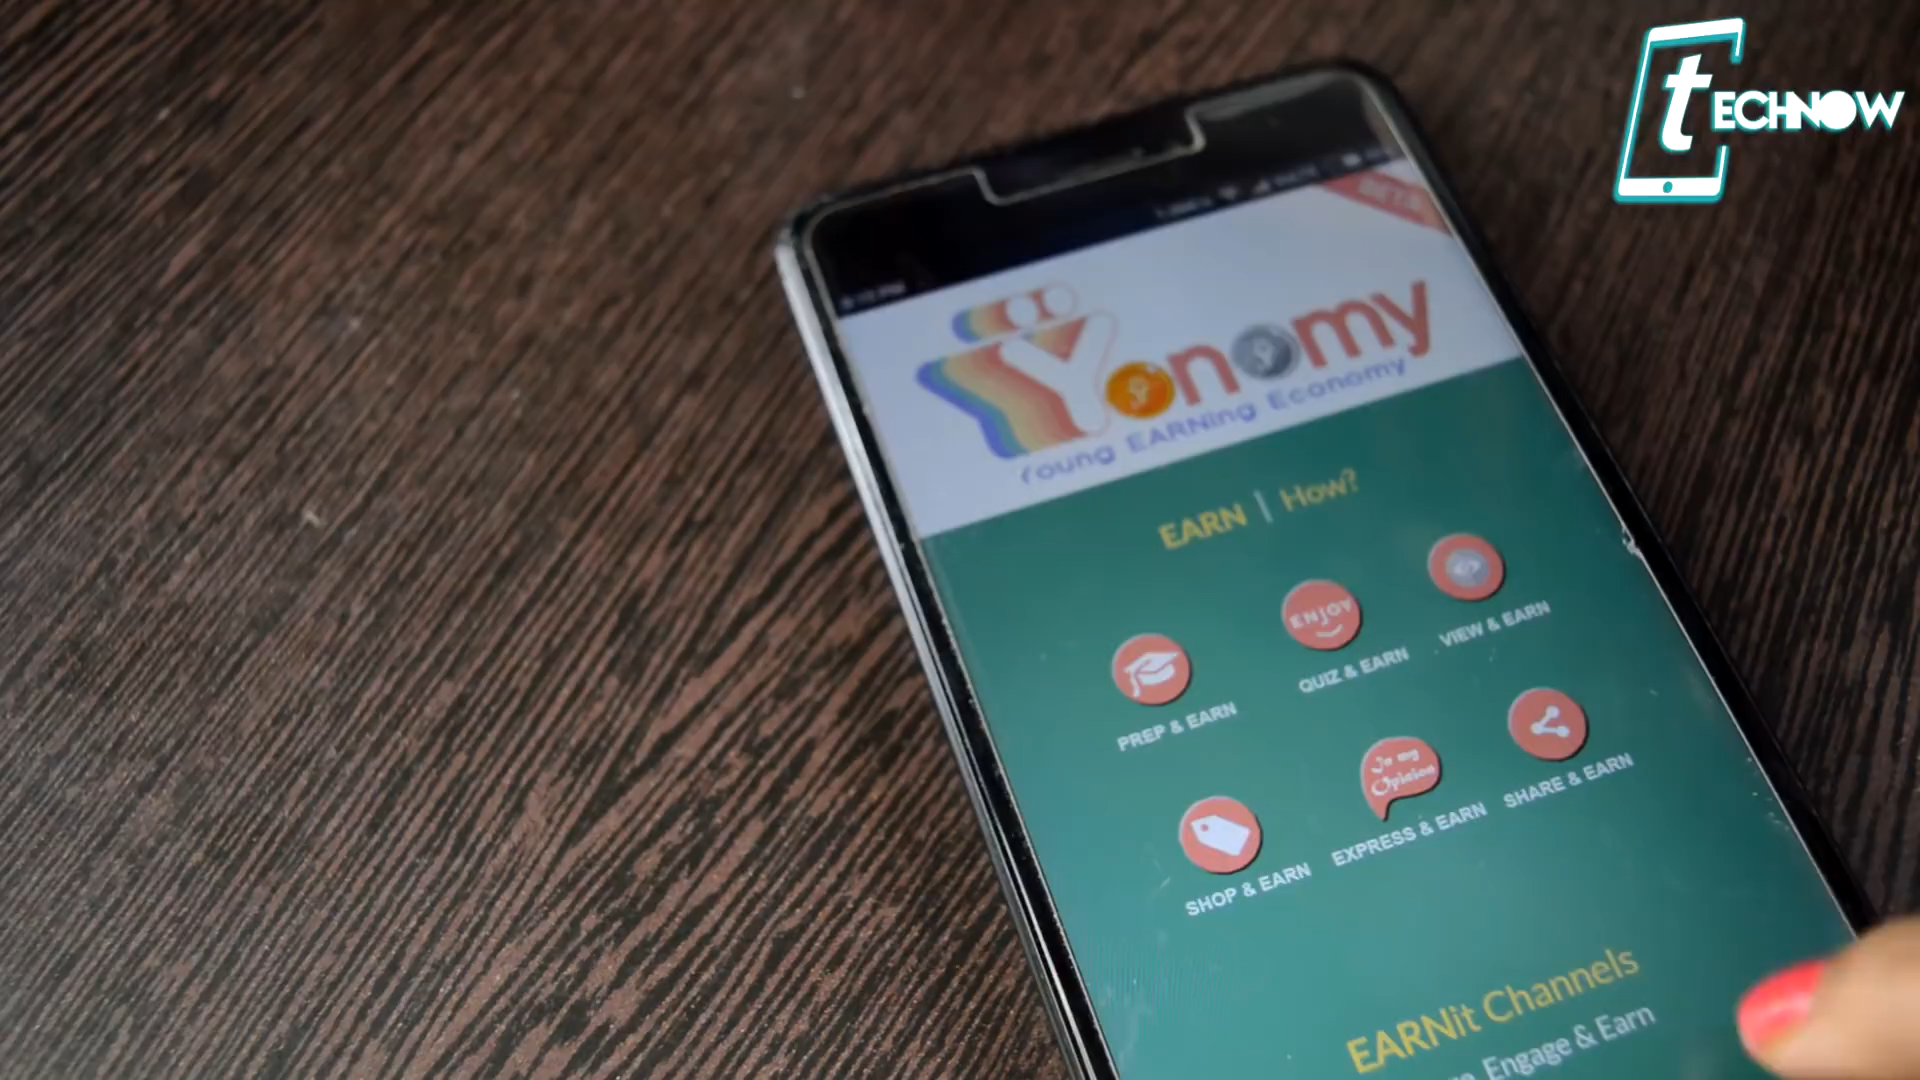 tECHNOW
BETA
Yonomy
Young EARNing Economy
EARN | How?
PREP & EARN
ENJOY
QUIZ & EARN
VIEW & EARN
SHOP & EARN
In my
Opinion
EXPRESS & EARN
SHARE & EARN
EARNit Channels
Engage & Earn